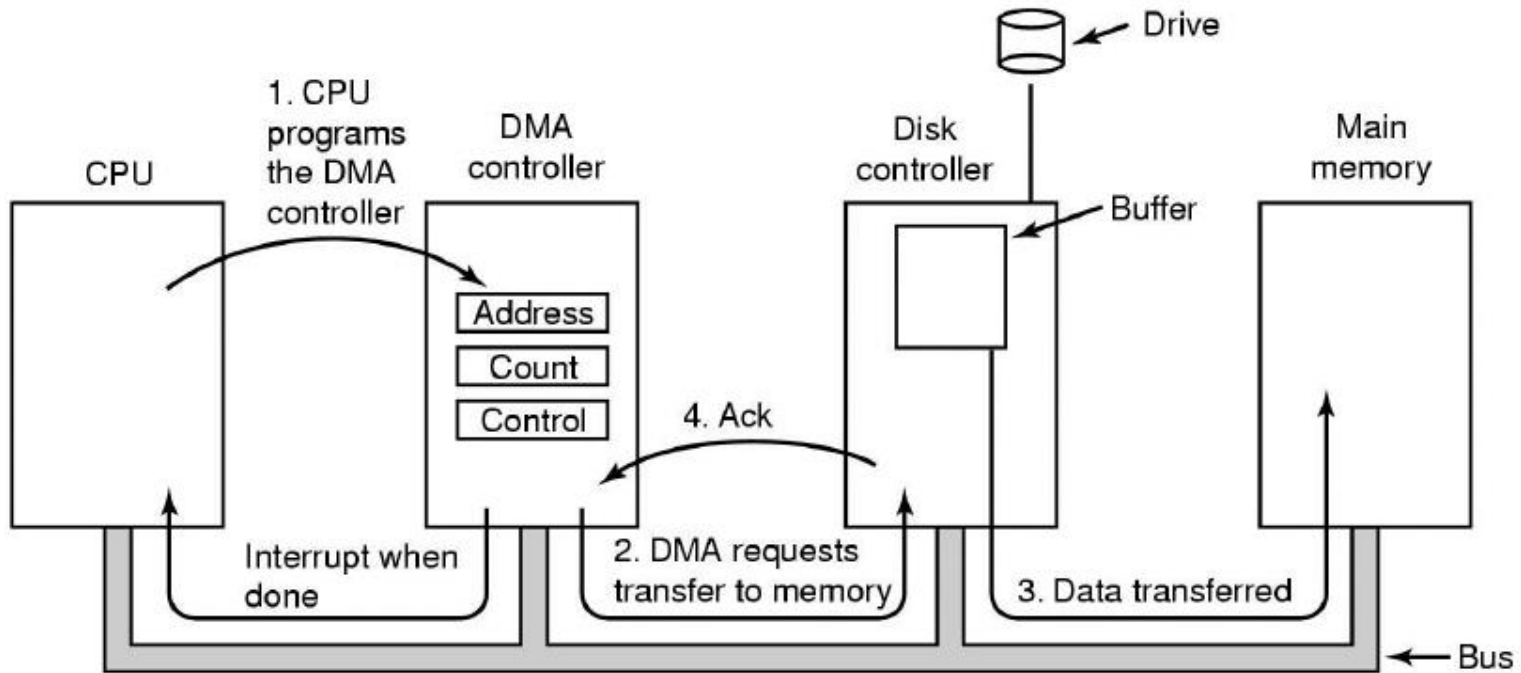 Drive
1. CPU
programs
the DMA
controller
CPU
DMA
controller
Disk
controller
Main
memory
Buffer
Address
Count
Control
4. Ack
Interrupt when
done
2. DMA requests
transfer to memory
3. Data transferred
Bus